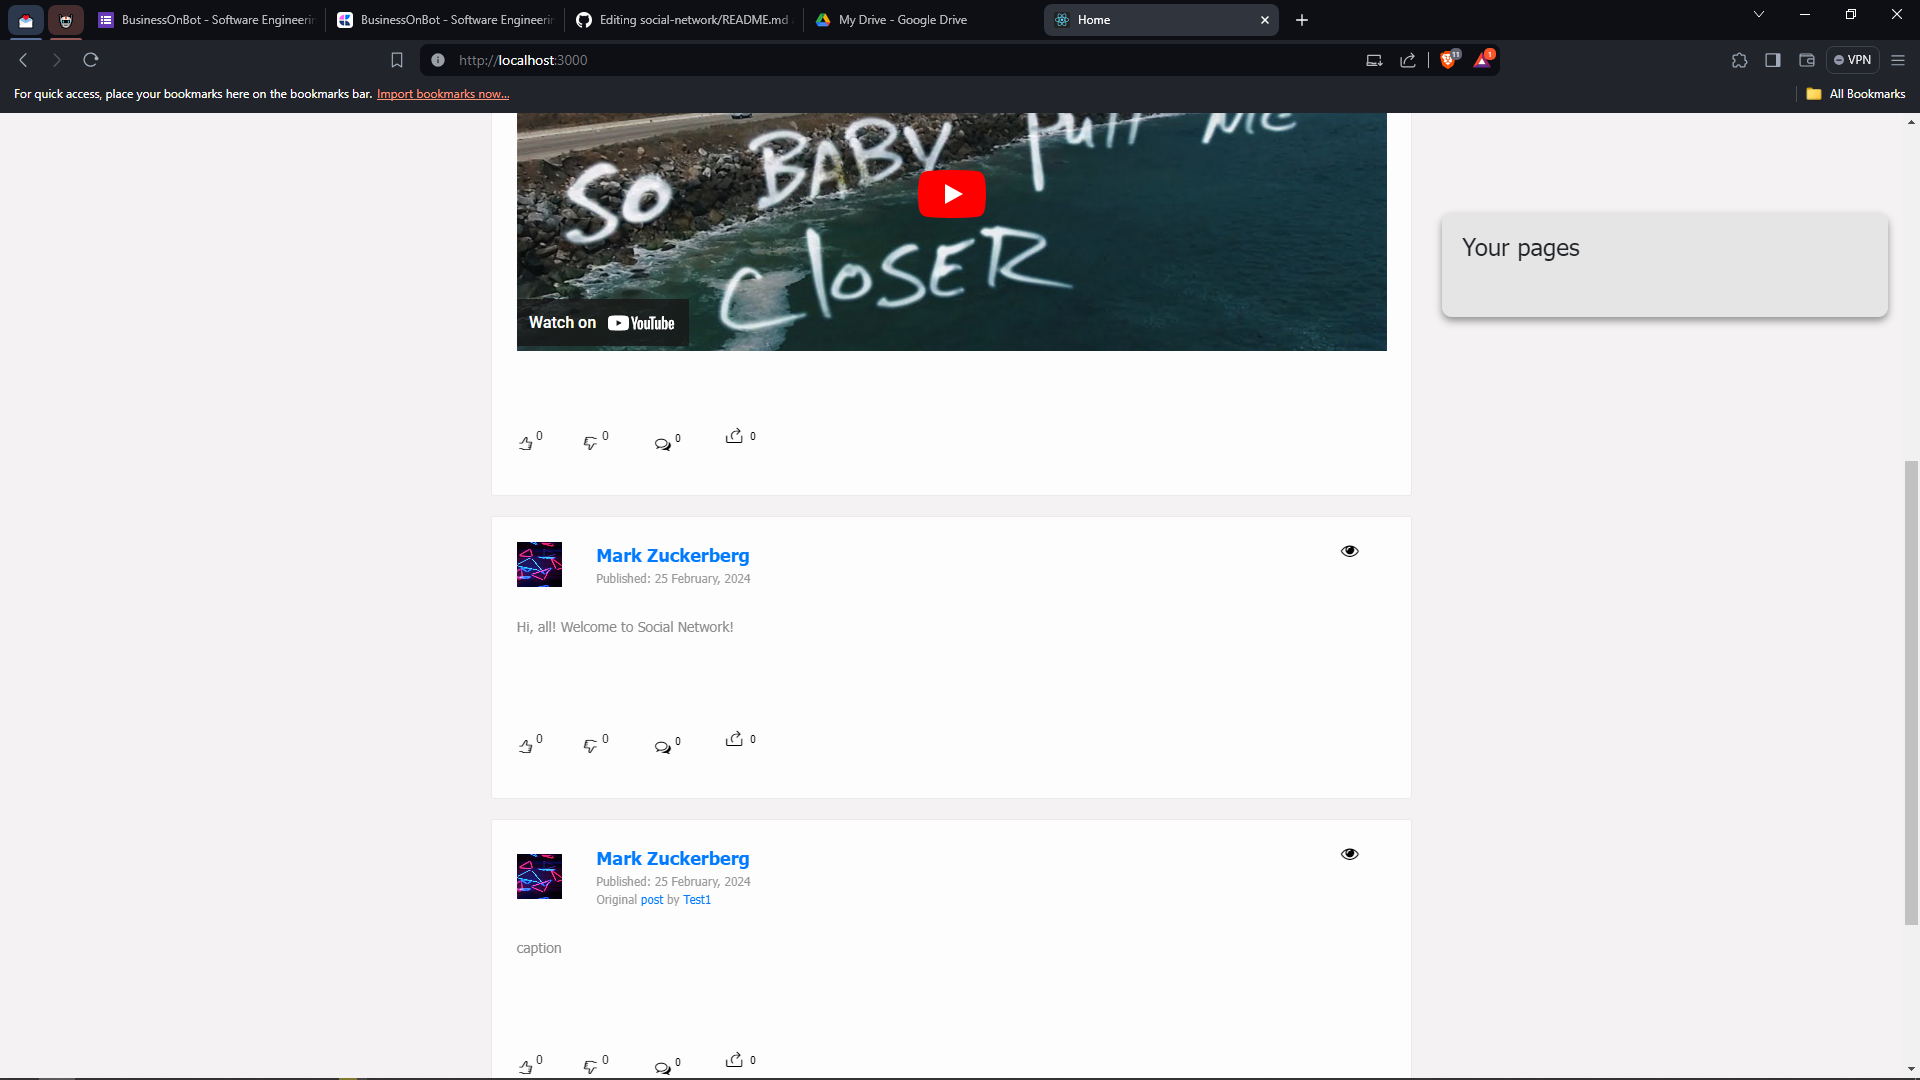 BusinessOnBot - Software Engineerin
BusinessOnBot - Software Engineerin
Editing social-network/README.md
My Drive - Google Drive
Home
http://localhost:3000
11
1
VPN
For quick access, place your bookmarks here on the bookmarks bar. Import bookmarks now...
All Bookmarks
So BABY pull ME
CloSER
Watch on YouTube
Your pages
0 0 0 0
Mark Zuckerberg
Published: 25 February, 2024
Hi, all! Welcome to Social Network!
0 0 0 0
Mark Zuckerberg
Published: 25 February, 2024
Original post by Test1
caption
0 0 0 0